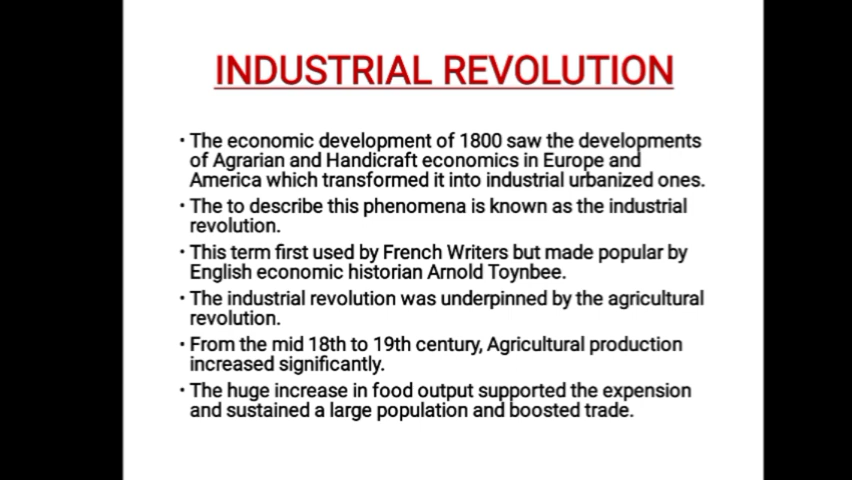 INDUSTRIAL REVOLUTION
• The economic development of 1800 saw the developments
of Agrarian and Handicraft economics in Europe and
America which transformed it into industrial urbanized ones.
• The to describe this phenomena is known as the industrial
revolution.
• This term first used by French Writers but made popular by
English economic historian Arnold Toynbee.
• The industrial revolution was underpinned by the agricultural
revolution.
• From the mid 18th to 19th century, Agricultural production
increased significantly.
• The huge increase in food output supported the expension
and sustained a large population and boosted trade.